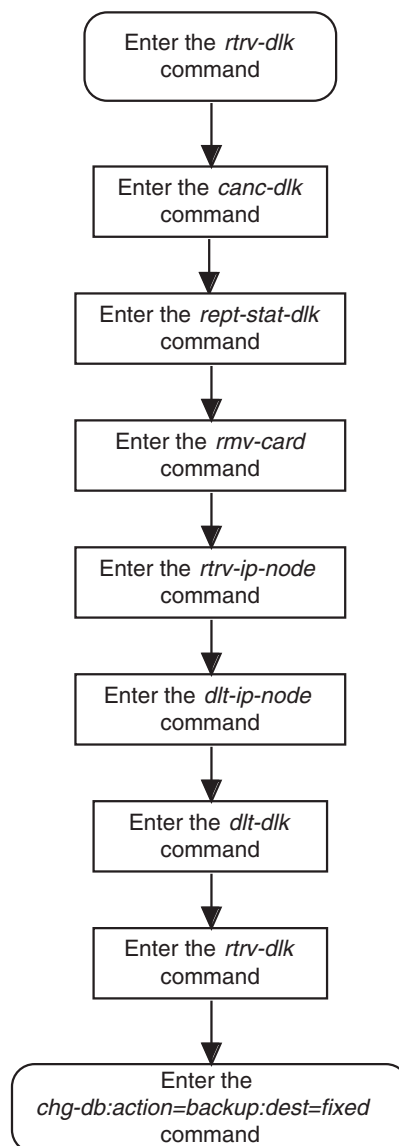 Enter the rtrv-dlk
command
Enter the canc-dlk
command
Enter the rept-stat-dlk
command
Enter the rmv-card
command
Enter the rtrv-ip-node
command
Enter the dlt-ip-node
command
Enter the dlt-dlk
command
Enter the rtrv-dlk
command
Enter the
chg-db:action=backup:dest=fixed
command